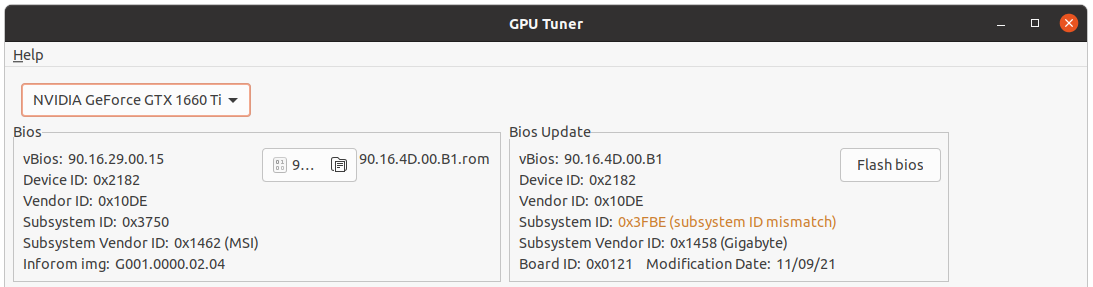 GPU Tuner
Help
NVIDIA GeForce GTX 1660 Ti
Bios
vBios: 90.16.29.00.15
9...
90.16.4D.00.B1.rom
Device ID: 0x2182
Vendor ID: 0x10DE
Subsystem ID: 0x3750
Subsystem Vendor ID: 0x1462 (MSI)
Inforom img: G001.0000.02.04
Bios Update
vBios: 90.16.4D.00.B1
Flash bios
Device ID: 0x2182
Vendor ID: 0x10DE
Subsystem ID: 0x3FBE (subsystem ID mismatch)
Subsystem Vendor ID: 0x1458 (Gigabyte)
Board ID: 0x0121 Modification Date: 11/09/21